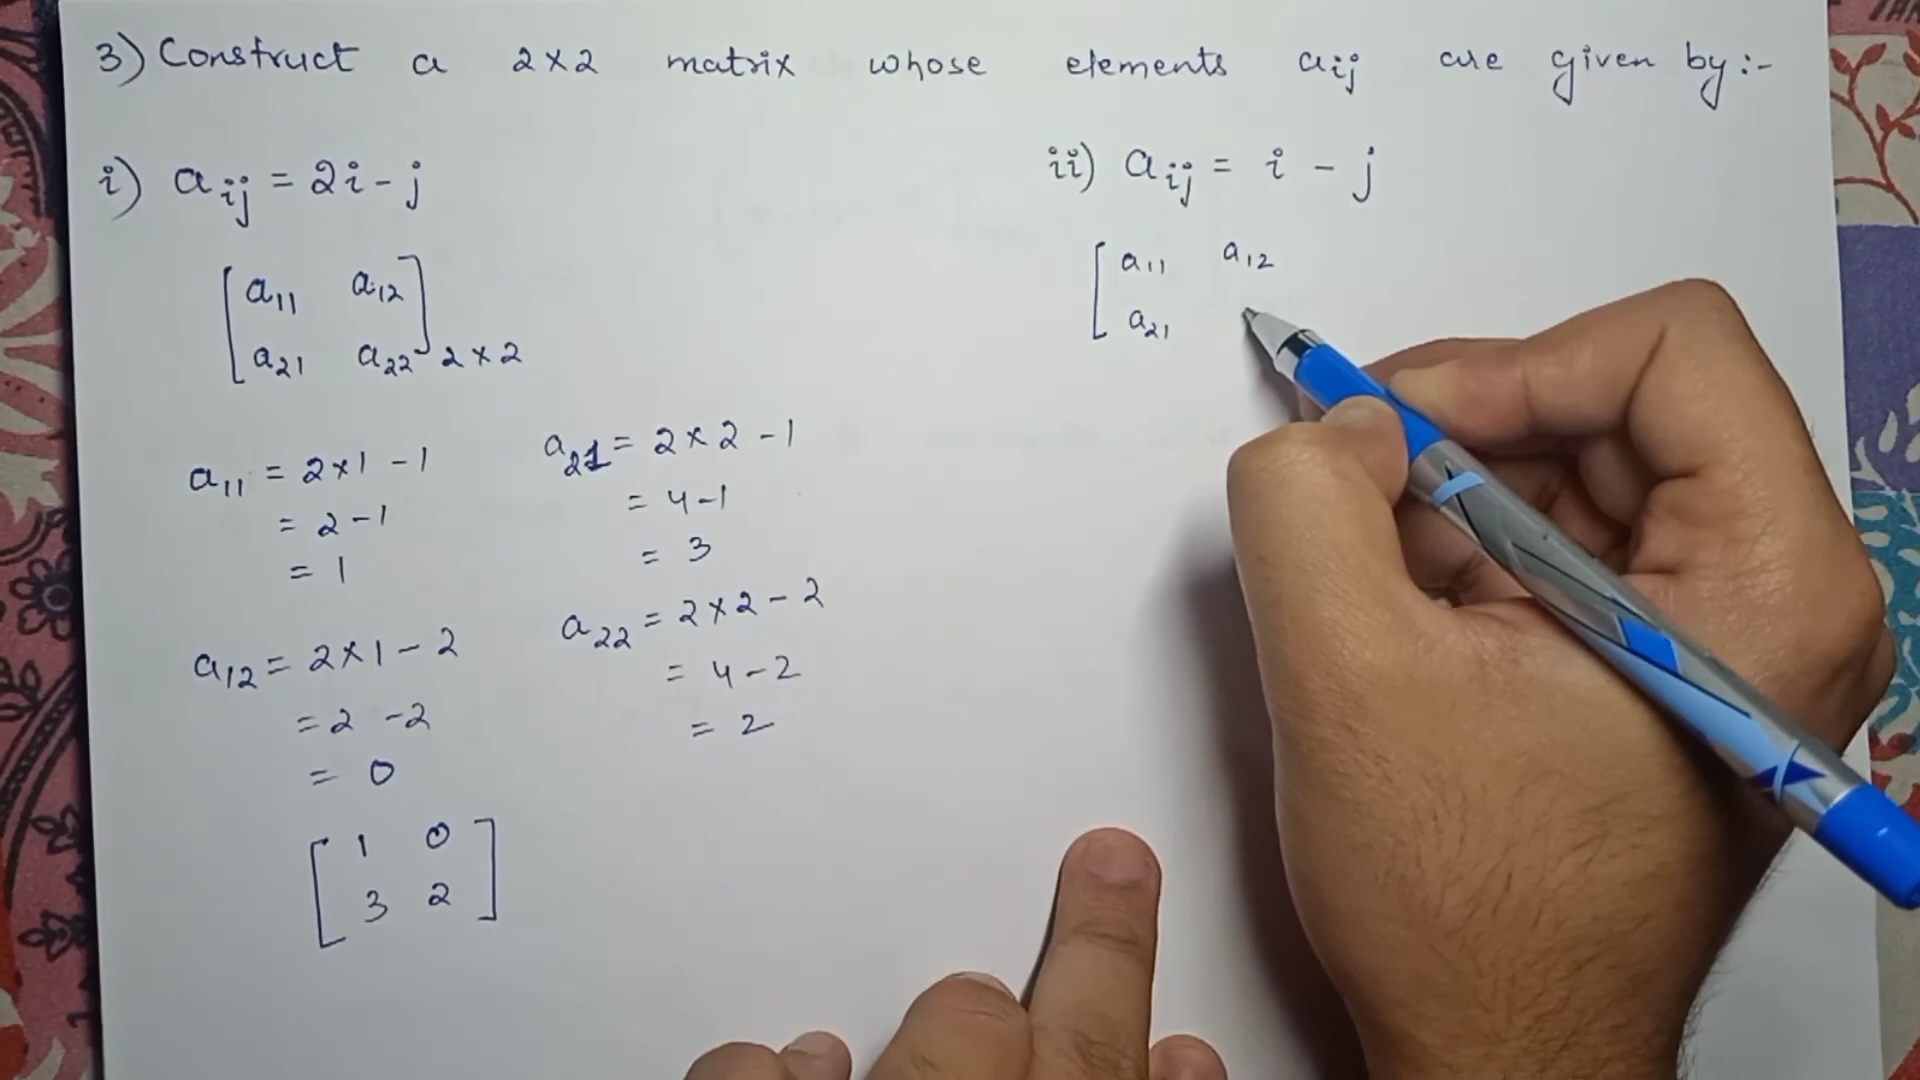 3) Construct a 2×2 matrix whose elements aij are given by:-
i) aij = 2i - j
[ a11 a12 ]
[ a21 a22 ] 2×2
a11 = 2×1 - 1
= 2 - 1
= 1
a12 = 2×1 - 2
= 2 - 2
= 0
a21 = 2×2 - 1
= 4 - 1
= 3
a22 = 2×2 - 2
= 4 - 2
= 2
[ 1 0 ]
[ 3 2 ]
ii) aij = i - j
[ a11 a12
[ a21